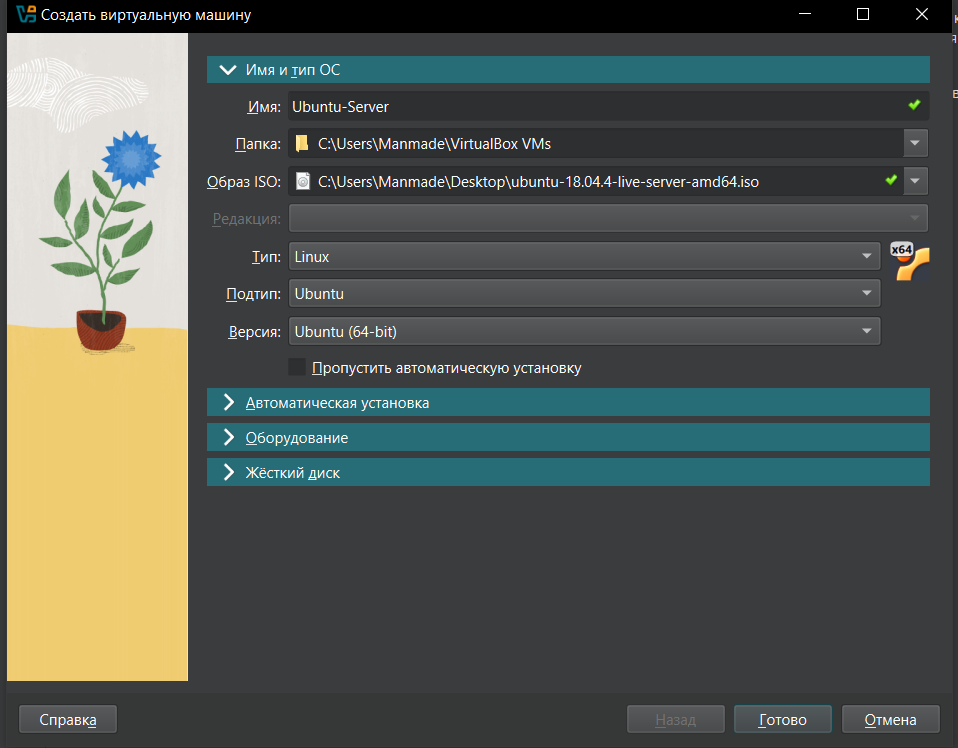 Создать виртуальную машину
Имя и тип ОС
Имя: Ubuntu-Server
Папка: C:\Users\Manmade\VirtualBox VMs
Образ ISO: C:\Users\Manmade\Desktop\ubuntu-18.04.4-live-server-amd64.iso
Редакция:
Тип: Linux
x64
Подтип: Ubuntu
Версия: Ubuntu (64-bit)
Пропустить автоматическую установку
Автоматическая установка
Оборудование
Жёсткий диск
Справка Назад Готово Отмена